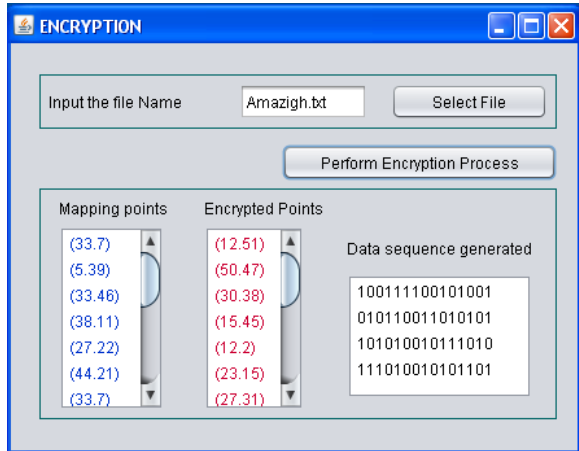 ENCRYPTION
Input the file Name
Amazigh.txt
Select File
Perform Encryption Process
Mapping points
(33.7)
(5.39)
(33.46)
(38.11)
(27.22)
(44.21)
(33.7)
Encrypted Points
(12.51)
(50.47)
(30.38)
(15.45)
(12.2)
(23.15)
(27.31)
Data sequence generated
100111100101001
010110011010101
101010010111010
111010010101101